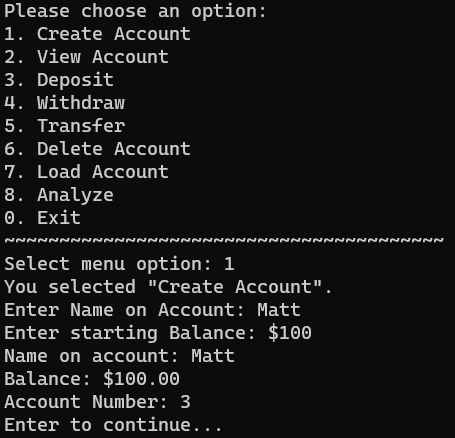 Please choose an option:
1. Create Account
2. View Account
3. Deposit
4. Withdraw
5. Transfer
6. Delete Account
7. Load Account
8. Analyze
0. Exit
~~~~~~~~~~~~~~~~~~~~~~~~~~~~~~~~~~~~~~~~
Select menu option: 1
You selected "Create Account".
Enter Name on Account: Matt
Enter starting Balance: $100
Name on account: Matt
Balance: $100.00
Account Number: 3
Enter to continue...